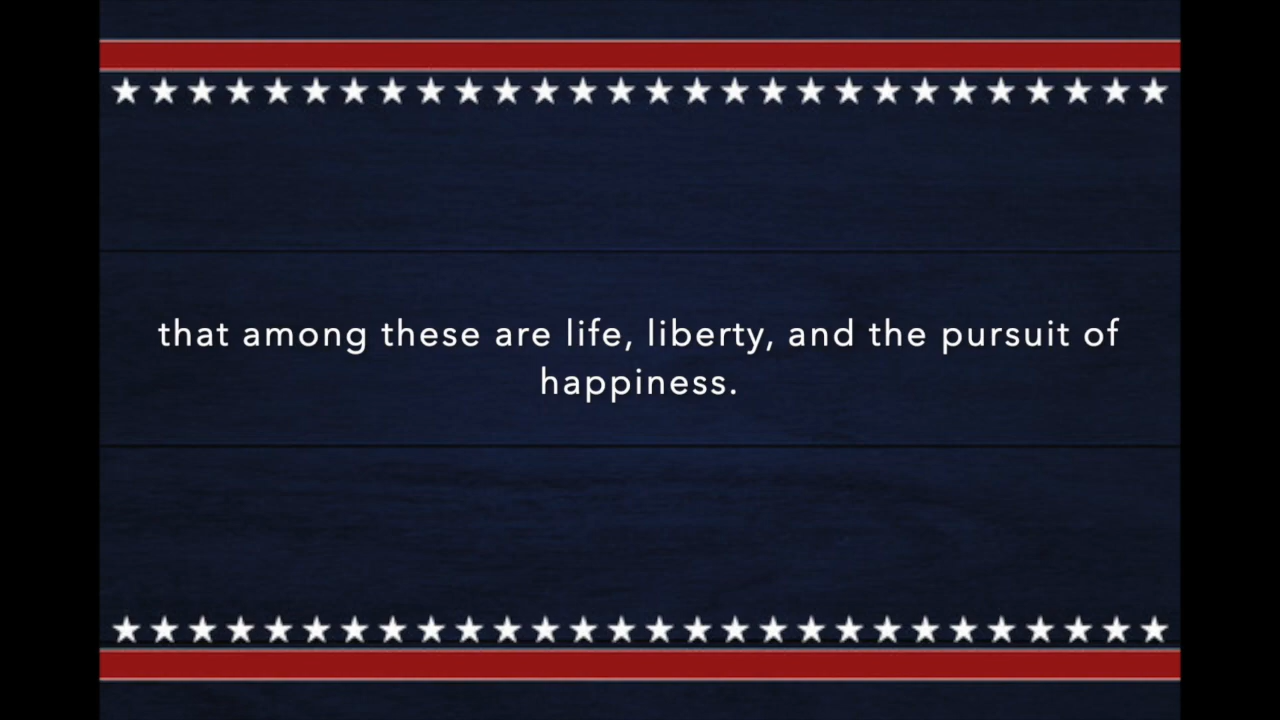 that among these are life, liberty, and the pursuit of
happiness.